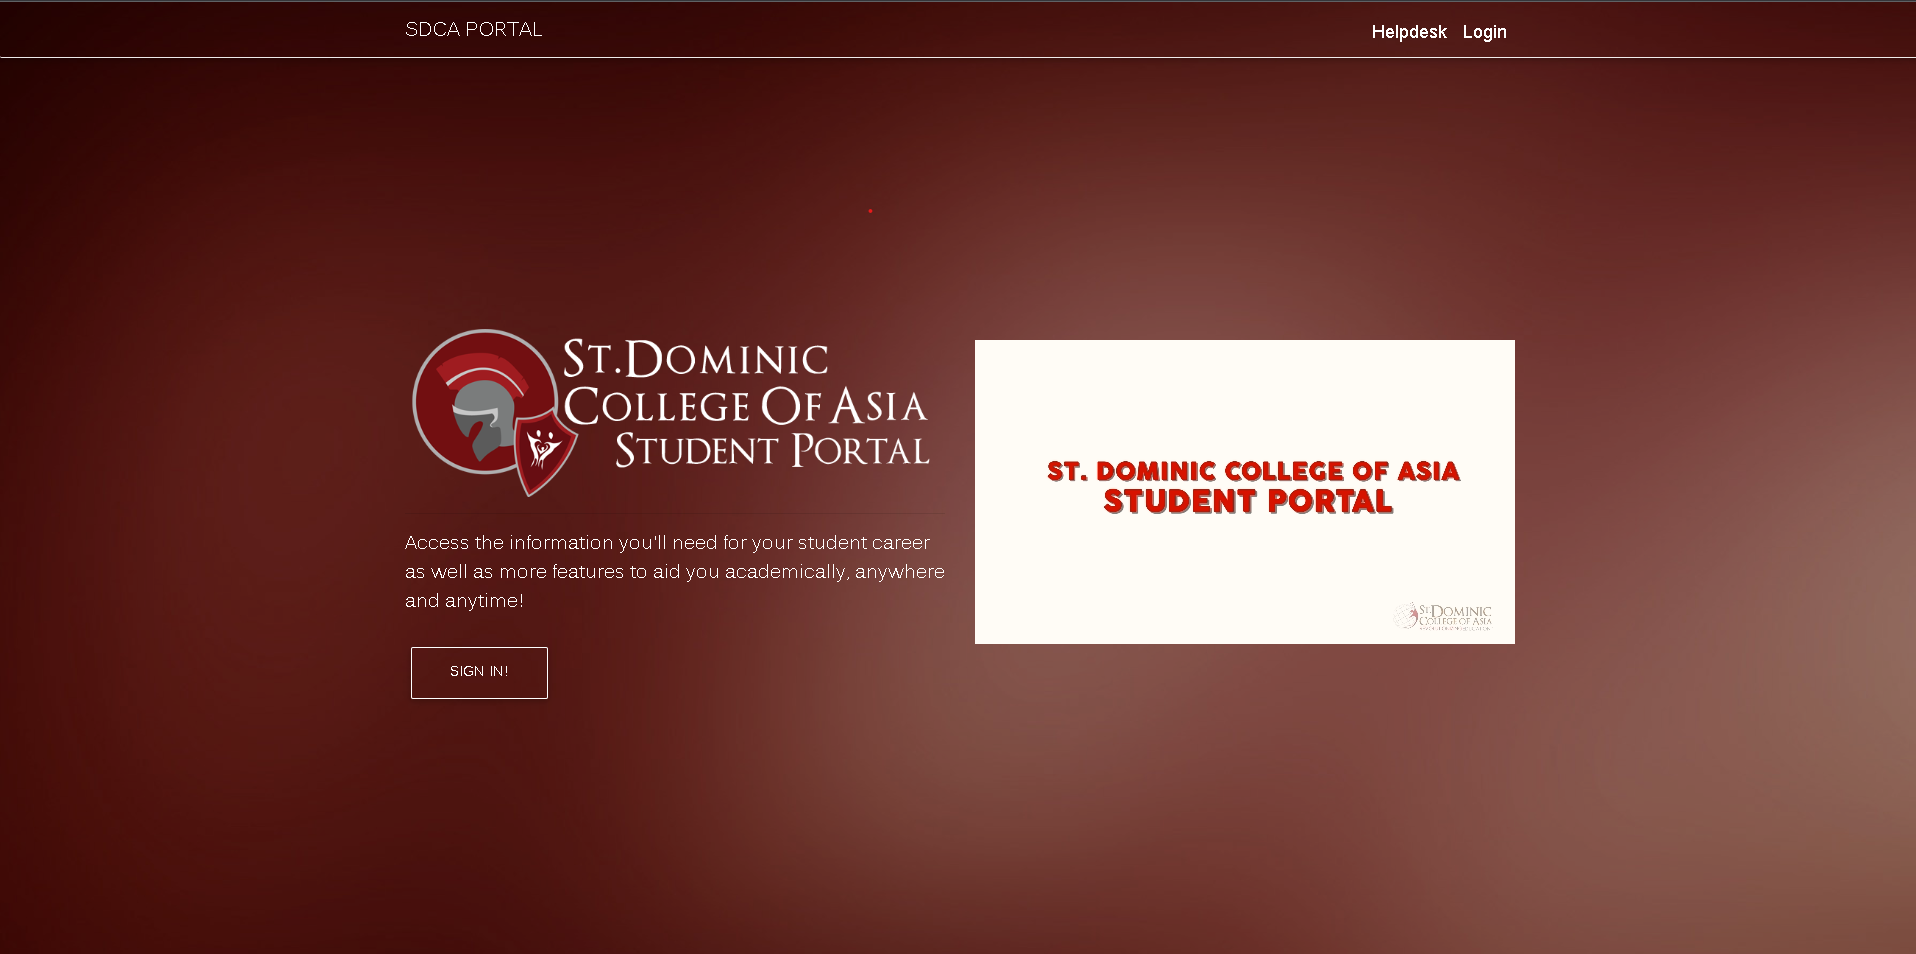 SDCA PORTAL
Helpdesk Login
ST. DOMINIC
COLLEGE OF ASIA
STUDENT PORTAL
Access the information you'll need for your student career
as well as more features to aid you academically, anywhere
and anytime!
SIGN IN!
ST. DOMINIC COLLEGE OF ASIA
STUDENT PORTAL
ST. DOMINIC
COLLEGE OF ASIA